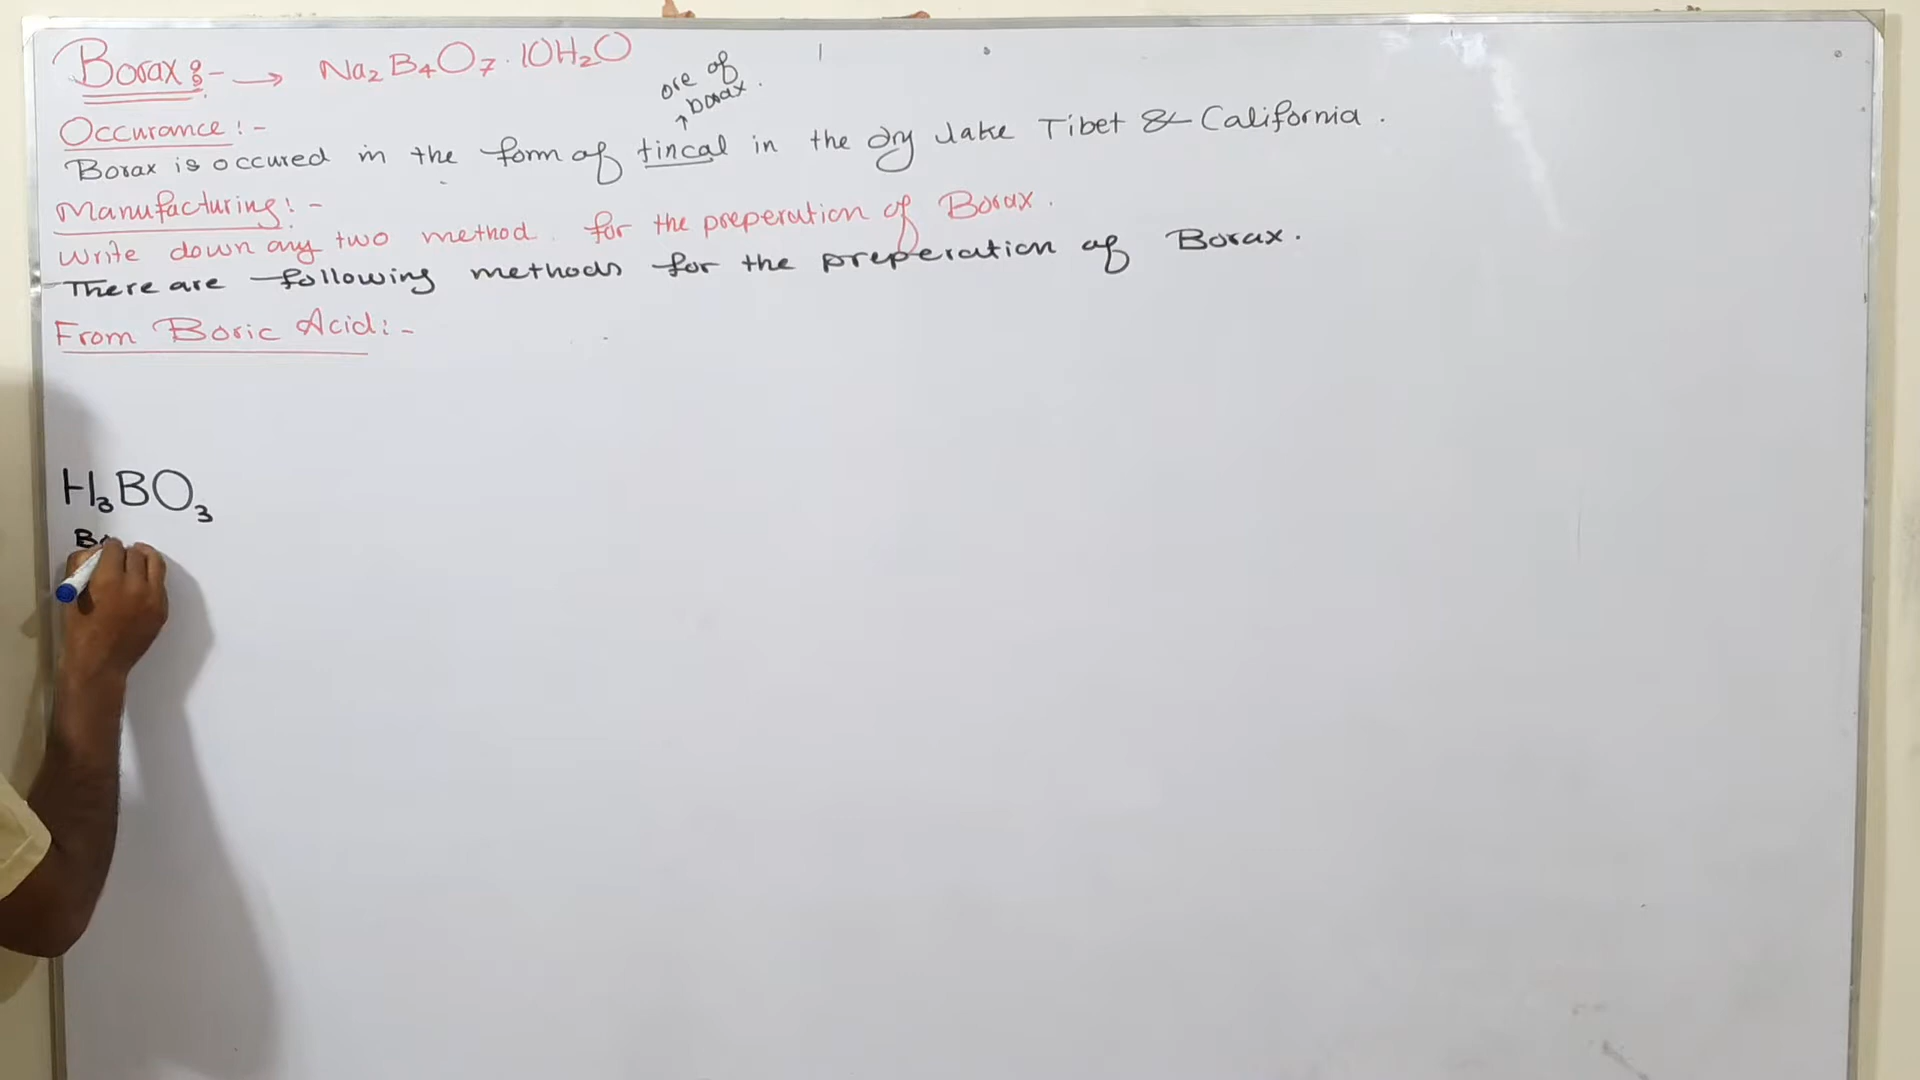 Borax :- → Na2B4O7.10H2O
ore of
borax.
Occurance :-
Borax is occured in the form of tincal in the dry lake Tibet & California.
Manufacturing :-
Write down any two method for the preperation of Borax.
There are following methods for the preperation of Borax.
From Boric Acid :-
H3BO3